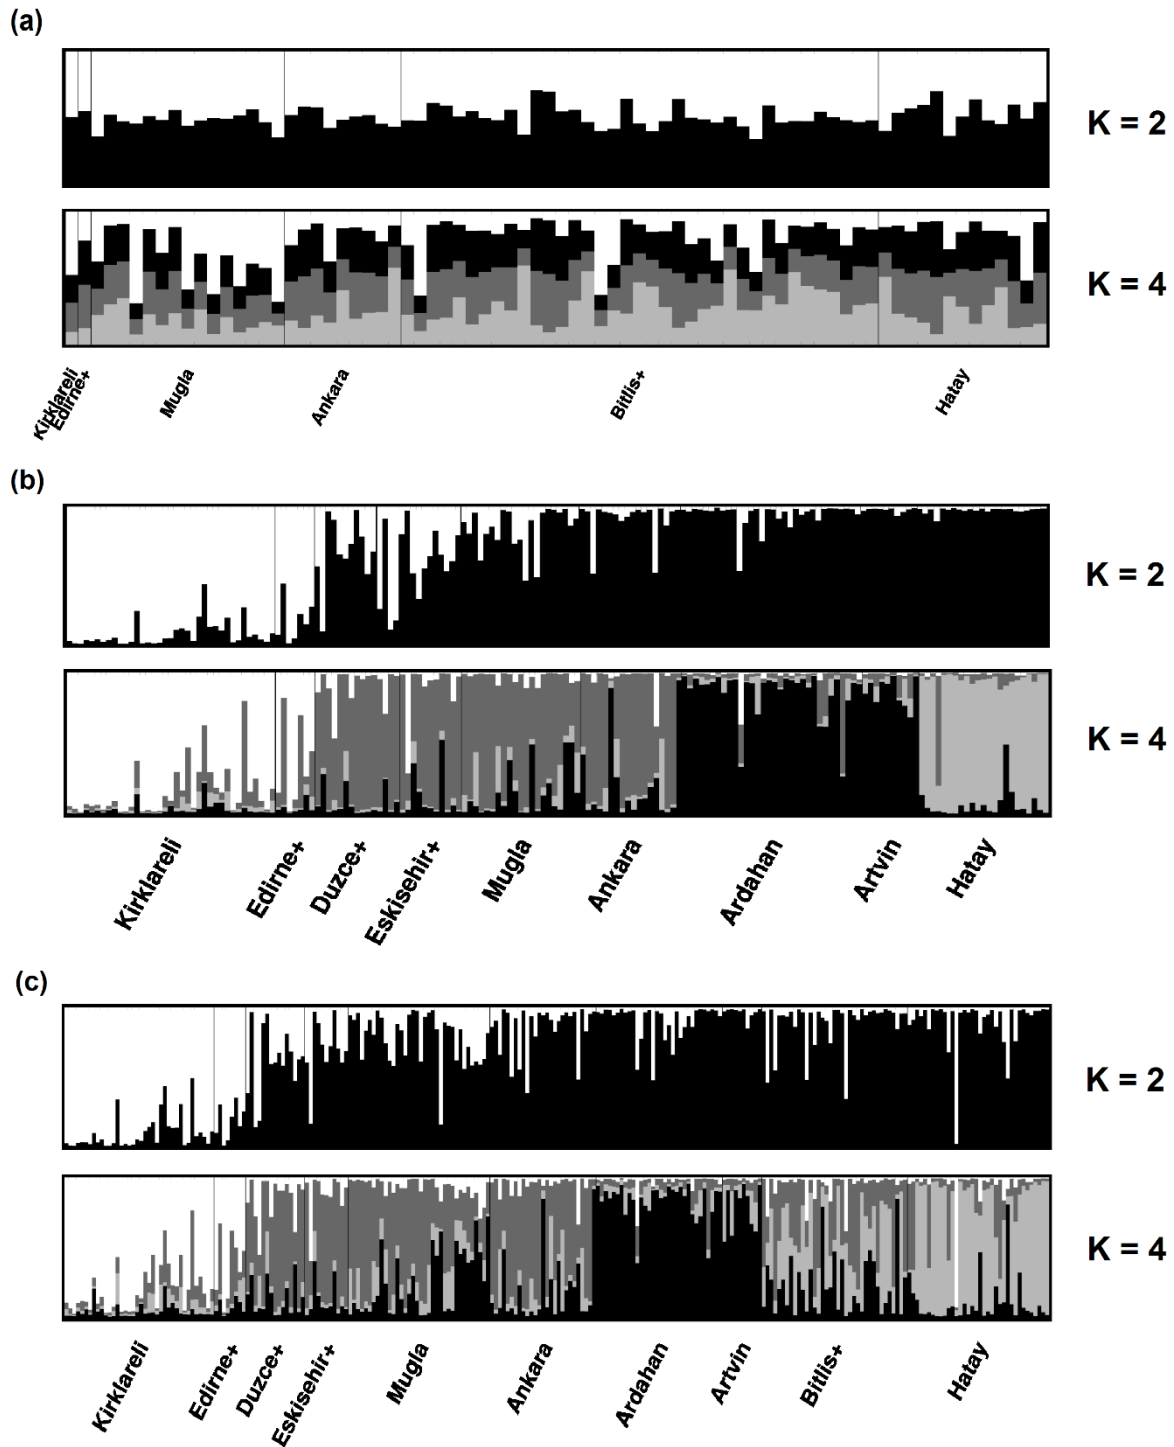 (a)
K = 2
K = 4
Kirklareli
Edirne+
Mugla
Ankara
Bitlis+
Hatay
(b)
K = 2
K = 4
Kirklareli
Edirne+
Duzce+
Eskisehir+
Mugla
Ankara
Ardahan
Artvin
Hatay
(c)
K = 2
K = 4
Kirklareli
Edirne+
Duzce+
Eskisehir+
Mugla
Ankara
Ardahan
Artvin
Bitlis+
Hatay